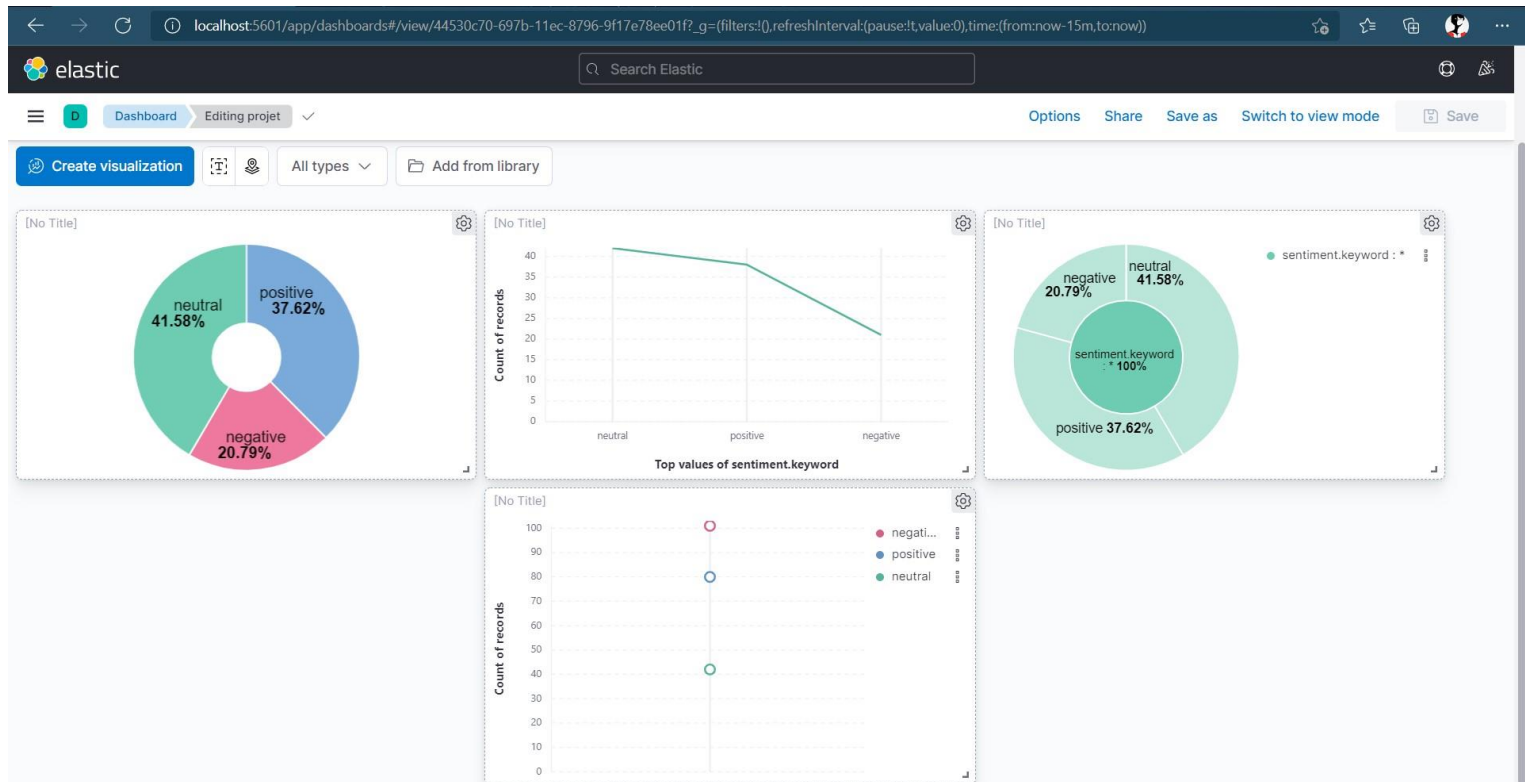 localhost:5601/app/dashboards#/view/44530c70-697b-11ec-8796-9f17e78ee01f?_g=(filters:!(),refreshInterval:(pause:!t,value:0),time:(from:now-15m,to:now))
elastic
Search Elastic
D
Dashboard
Editing projet
Options
Share
Save as
Switch to view mode
Save
Create visualization
All types
Add from library
[No Title]
neutral
41.58%
positive
37.62%
negative
20.79%
[No Title]
Count of records
40
35
30
25
20
15
10
5
0
neutral
positive
negative
Top values of sentiment.keyword
[No Title]
negative
20.79%
neutral
41.58%
sentiment.keyword
: * 100%
positive 37.62%
sentiment.keyword : *
[No Title]
Count of records
100
90
80
70
60
50
40
30
20
10
0
negati...
positive
neutral